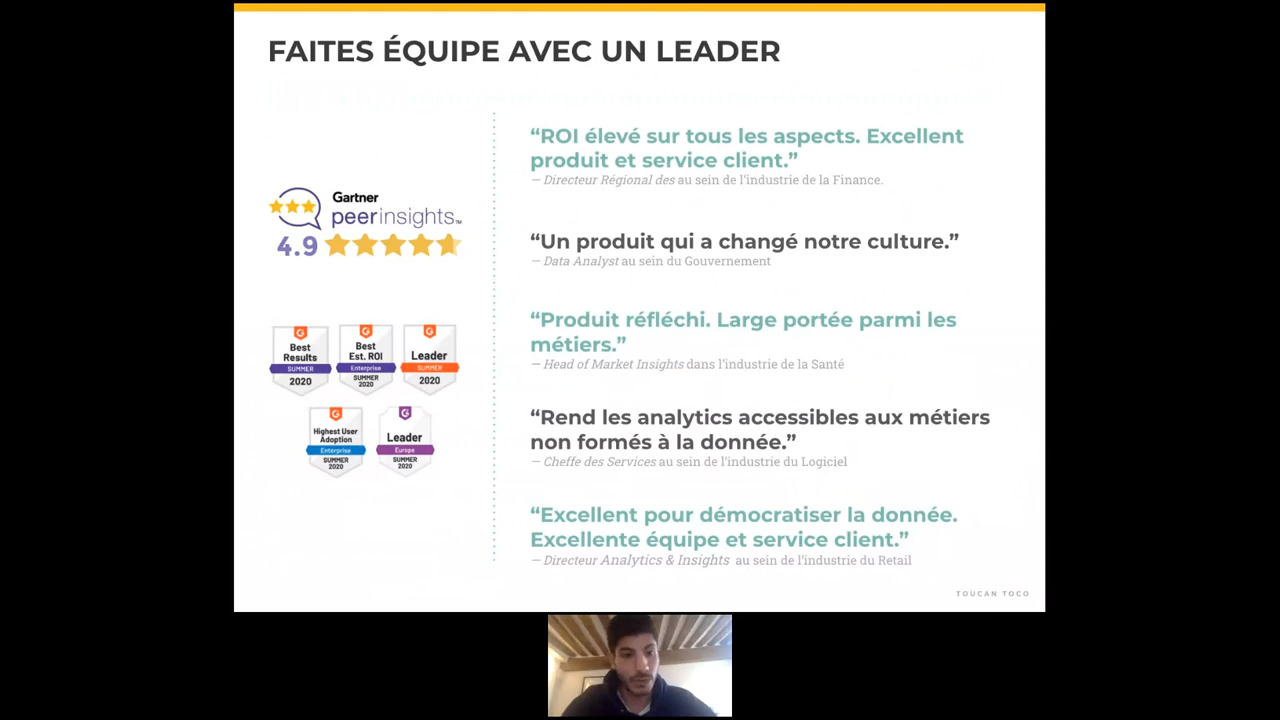 FAITES ÉQUIPE AVEC UN LEADER
Gartner
peerinsights™
4.9
Best
Results
SUMMER
2020
Best
Est. ROI
Enterprise
SUMMER
2020
Leader
SUMMER
2020
Highest User
Adoption
Enterprise
SUMMER
2020
Leader
Europe
SUMMER
2020
“ROI élevé sur tous les aspects. Excellent
produit et service client.”
— Directeur Régional des au sein de l'industrie de la Finance.
“Un produit qui a changé notre culture.”
— Data Analyst au sein du Gouvernement
“Produit réfléchi. Large portée parmi les
métiers.”
— Head of Market Insights dans l'industrie de la Santé
“Rend les analytics accessibles aux métiers
non formés à la donnée.”
— Cheffe des Services au sein de l'industrie du Logiciel
“Excellent pour démocratiser la donnée.
Excellente équipe et service client.”
— Directeur Analytics & Insights au sein de l'industrie du Retail
TOUCAN TOCO